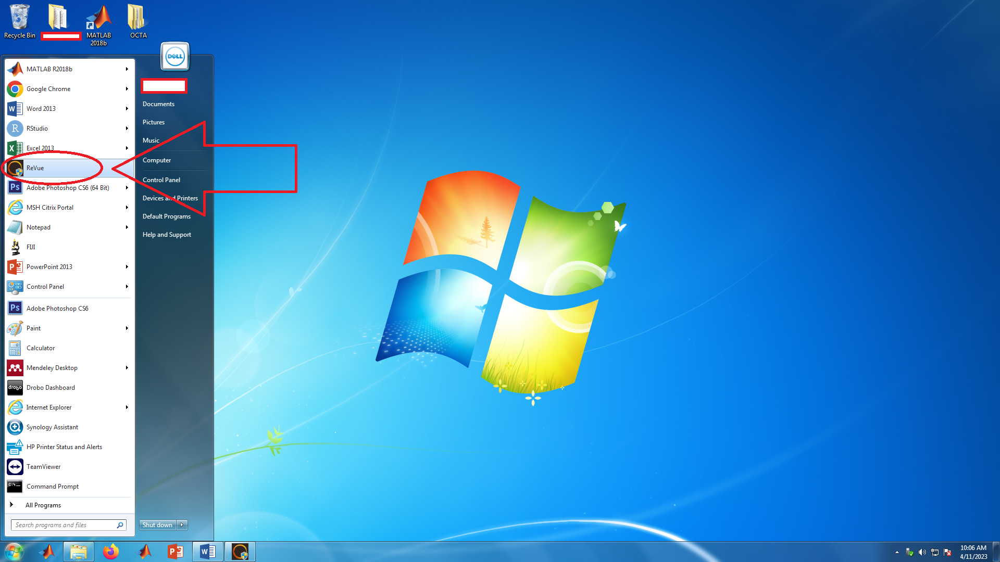 Recycle Bin
MATLAB
2018b
OCTA
DELL
MATLAB R2018b
Google Chrome
W
Word 2013
R
RStudio
X
Excel 2013
ReVue
Ps
Adobe Photoshop CS6 (64 Bit)
MSH Citrix Portal
Notepad
FIJI
P
PowerPoint 2013
Control Panel
Ps
Adobe Photoshop CS6
Paint
Calculator
Mendeley Desktop
drobo
Drobo Dashboard
Internet Explorer
Synology Assistant
HP Printer Status and Alerts
TeamViewer
C:\
Command Prompt
All Programs
Search programs and files
Documents
Pictures
Music
Computer
Control Panel
Devices and Printers
Default Programs
Help and Support
Shut down
P
W
10:06 AM
4/11/2023